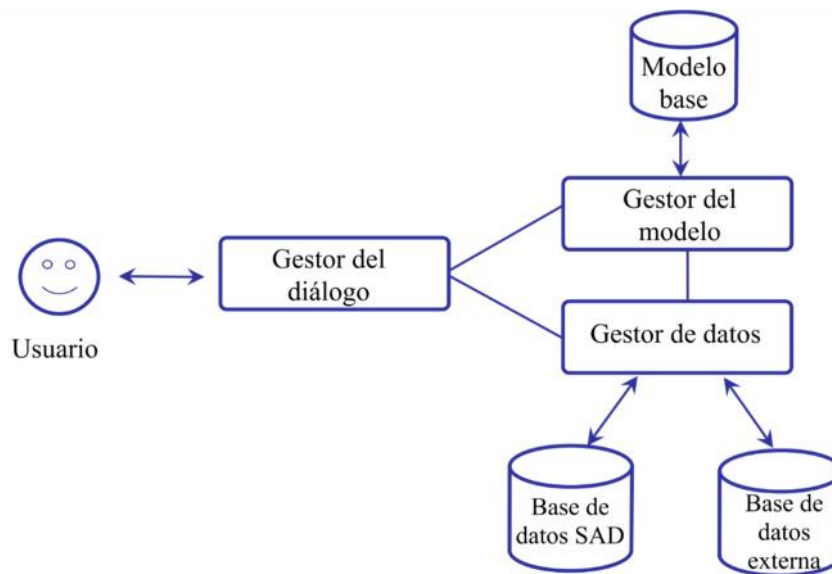 Modelo
base
Gestor del
modelo
Gestor del
diálogo
Usuario
Gestor de datos
Base de
datos SAD
Base de
datos
externa